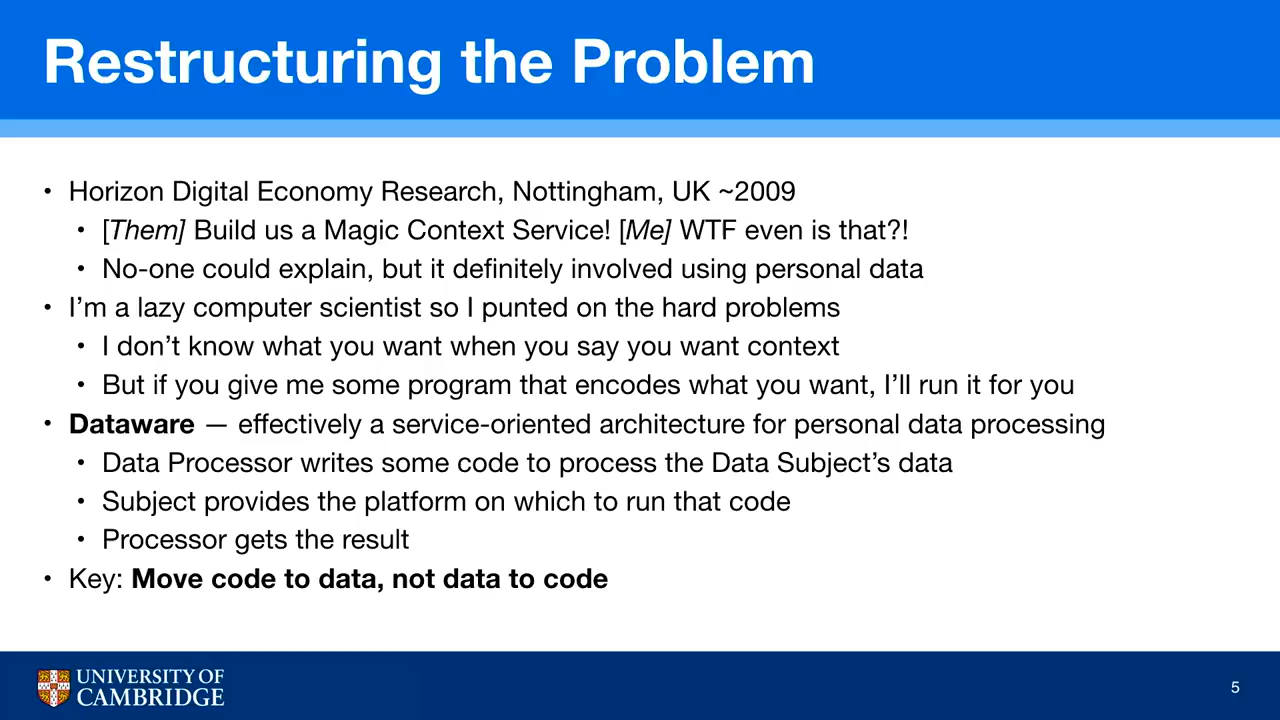 Restructuring the Problem
• Horizon Digital Economy Research, Nottingham, UK ~2009
• [Them] Build us a Magic Context Service! [Me] WTF even is that?!
• No-one could explain, but it definitely involved using personal data
• I'm a lazy computer scientist so I punted on the hard problems
• I don't know what you want when you say you want context
• But if you give me some program that encodes what you want, I'll run it for you
• Dataware — effectively a service-oriented architecture for personal data processing
• Data Processor writes some code to process the Data Subject's data
• Subject provides the platform on which to run that code
• Processor gets the result
• Key: Move code to data, not data to code
UNIVERSITY OF
CAMBRIDGE
5